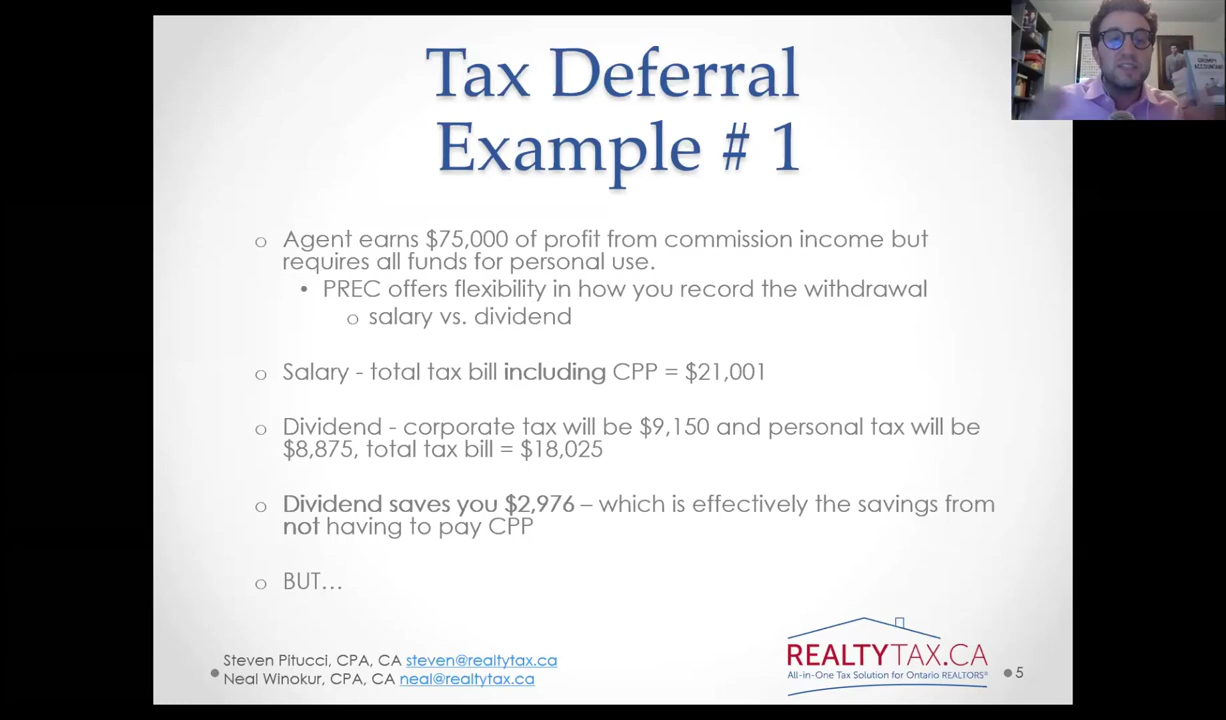 Tax Deferral
Example # 1
GRUMPY
ACCOUNTANT
o Agent earns $75,000 of profit from commission income but
requires all funds for personal use.
• PREC offers flexibility in how you record the withdrawal
o salary vs. dividend
o Salary - total tax bill including CPP = $21,001
o Dividend - corporate tax will be $9,150 and personal tax will be
$8,875, total tax bill = $18,025
o Dividend saves you $2,976 – which is effectively the savings from
not having to pay CPP
o BUT…
Steven Pitucci, CPA, CA steven@realtytax.ca
• Neal Winokur, CPA, CA neal@realtytax.ca
REALTYTAX.CA
All-in-One Tax Solution for Ontario REALTORS®
• 5